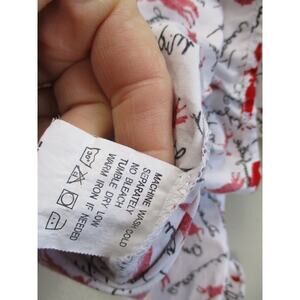 MACHINE WASH COLD
SEPARATELY
NO BLEACH
TUMBLE DRY LOW
WARM IRON IF NEEDED